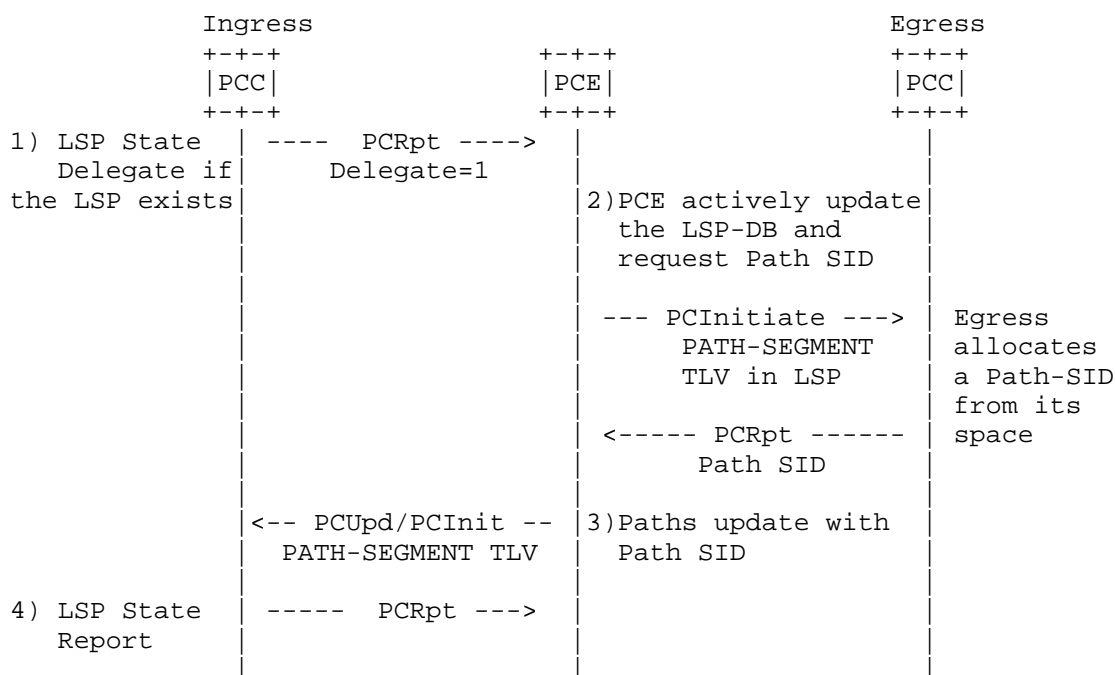 Ingress                                         Egress
+-+-+                 +-+-+                     +-+-+
|PCC|                 |PCE|                     |PCC|
+-+-+                 +-+-+                     +-+-+
1) LSP State  | ----  PCRpt ---->  |                     |
Delegate if|     Delegate=1     |                     |
the LSP exists|                    |2)PCE actively update|
|                    |  the LSP-DB and     |
|                    |  request Path SID   |
|                    |                     |
|                    | --- PCInitiate ---> | Egress
|                    |     PATH-SEGMENT    | allocates
|                    |     TLV in LSP      | a Path-SID
|                    |                     | from its
|                    | <----- PCRpt ------ | space
|                    |      Path SID       |
|                    |                     |
|<-- PCUpd/PCInit -- |3)Paths update with  |
|  PATH-SEGMENT TLV  |  Path SID           |
|                    |                     |
4) LSP State  | -----  PCRpt --->  |                     |
Report     |                    |                     |
|                    |                     |